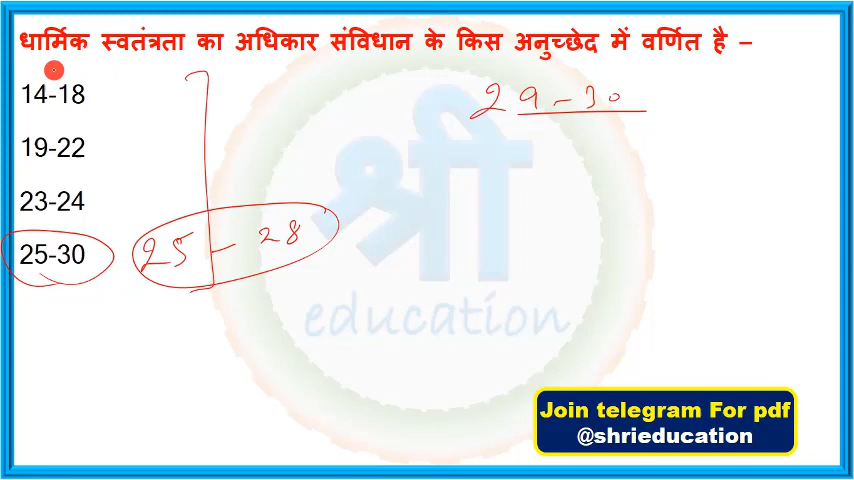 धार्मिक स्वतंत्रता का अधिकार संविधान के किस अनुच्छेद में वर्णित है –
14-18
29-30
19-22
23-24
25-30
25-28
श्री
education
Join telegram For pdf
@shrieducation